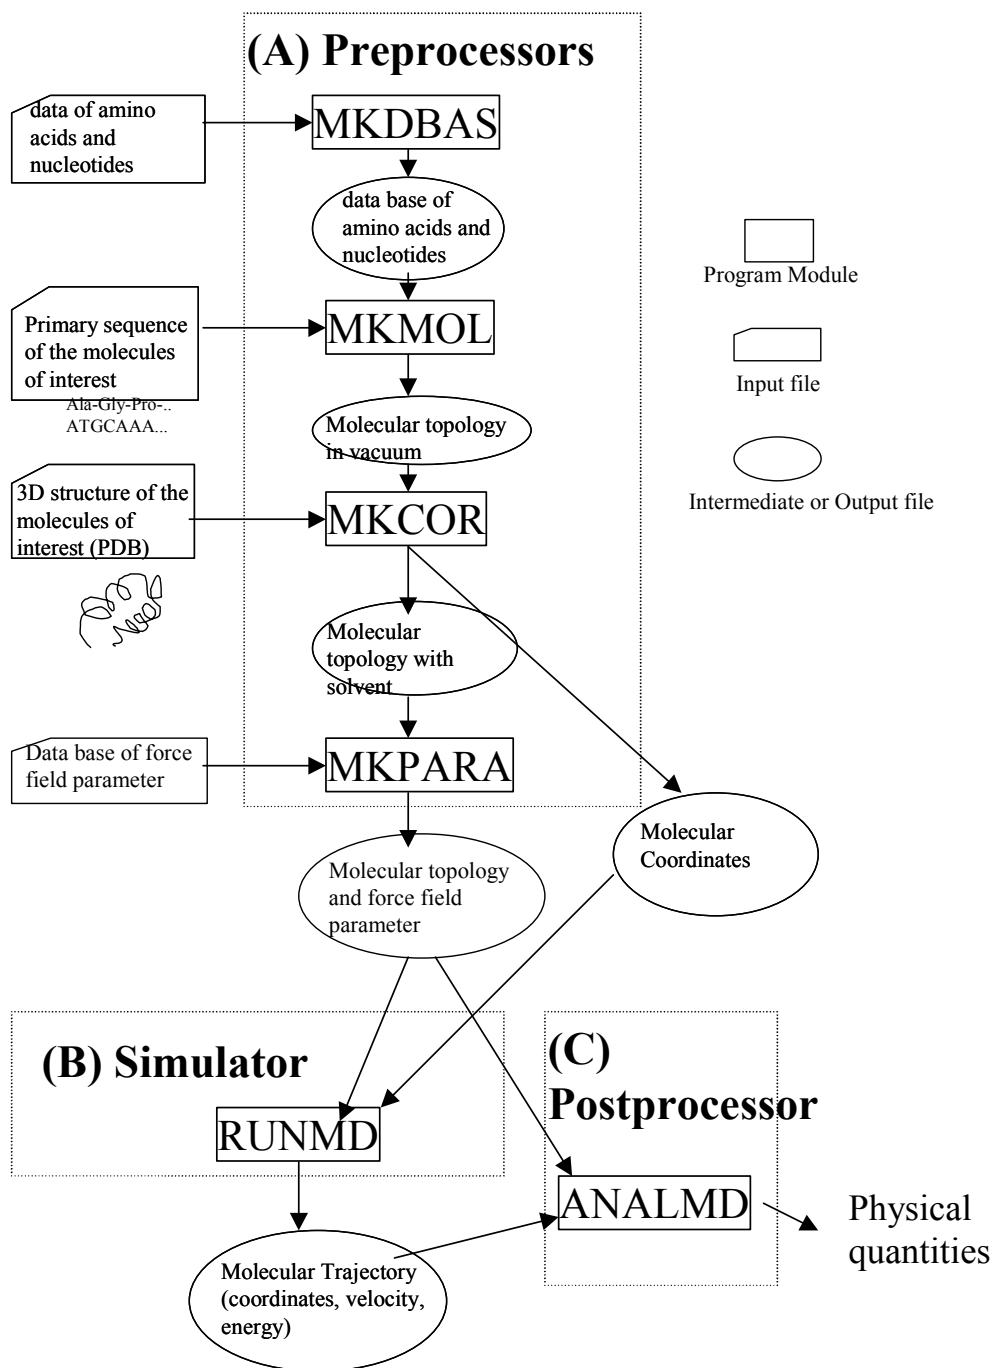 (A) Preprocessors
data of amino
acids and
nucleotides
MKDBAS
data base of
amino acids and
nucleotides
Program Module
Primary sequence
of the molecules
of interest
Ala-Gly-Pro-..
ATGCAAA...
MKMOL
Input file
Molecular topology
in vacuum
Intermediate or Output file
3D structure of the
molecules of
interest (PDB)
MKCOR
Molecular
topology with
solvent
Data base of force
field parameter
MKPARA
Molecular
Coordinates
Molecular topology
and force field
parameter
(B) Simulator
RUNMD
(C)
Postprocessor
ANALMD
Physical
quantities
Molecular Trajectory
(coordinates, velocity,
energy)